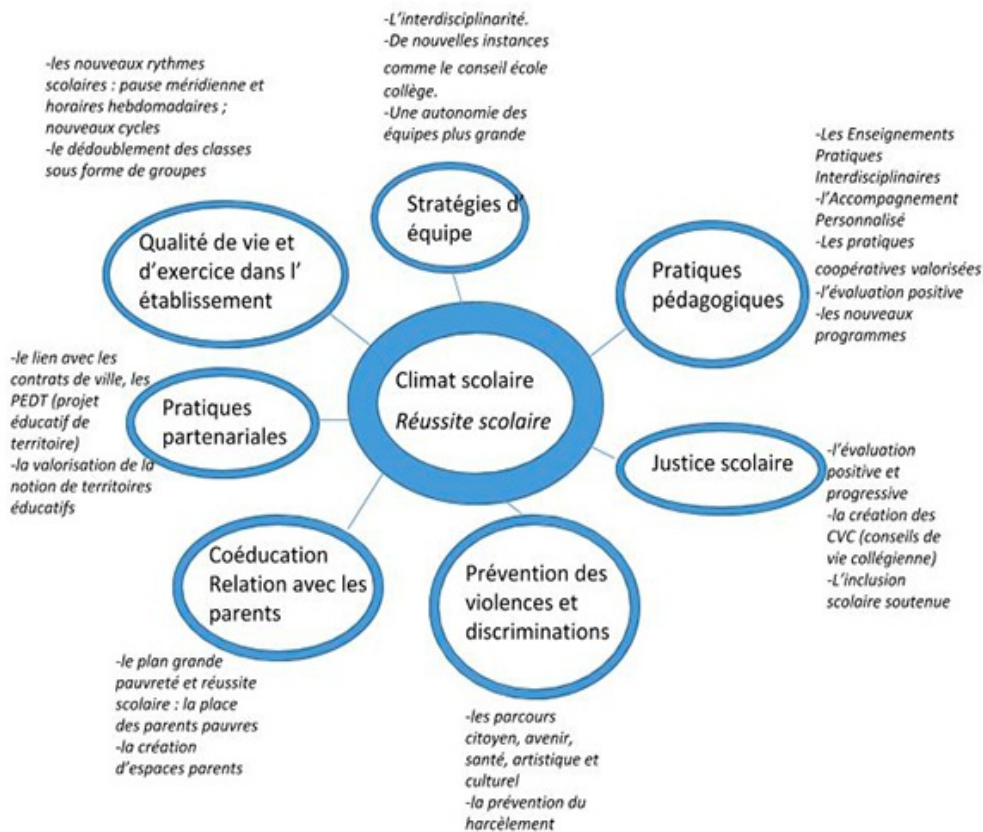 -L'interdisciplinarité.
-De nouvelles instances
comme le conseil école
collège.
-Une autonomie des
équipes plus grande
-les nouveaux rythmes
scolaires : pause méridienne et
horaires hebdomadaires ;
nouveaux cycles
-le dédoublement des classes
sous forme de groupes
-Les Enseignements
Pratiques
Interdisciplinaires
-l'Accompagnement
Personnalisé
-Les pratiques
coopératives valorisées
-l'évaluation positive
-les nouveaux
programmes
Stratégies d'
équipe
Qualité de vie et
d'exercice dans l'
établissement
Pratiques
pédagogiques
Climat scolaire
Réussite scolaire
-le lien avec les
contrats de ville, les
PEDT (projet
éducatif de
territoire)
-la valorisation de la
notion de territoires
éducatifs
Pratiques
partenariales
Justice scolaire
-l'évaluation
positive et
progressive
-la création des
CVC (conseils de
vie collégienne)
-L'inclusion
scolaire soutenue
Coéducation
Relation avec les
parents
Prévention des
violences et
discriminations
-le plan grande
pauvreté et réussite
scolaire : la place
des parents pauvres
-la création
d'espaces parents
-les parcours
citoyen, avenir,
santé, artistique et
culturel
-la prévention du
harcèlement